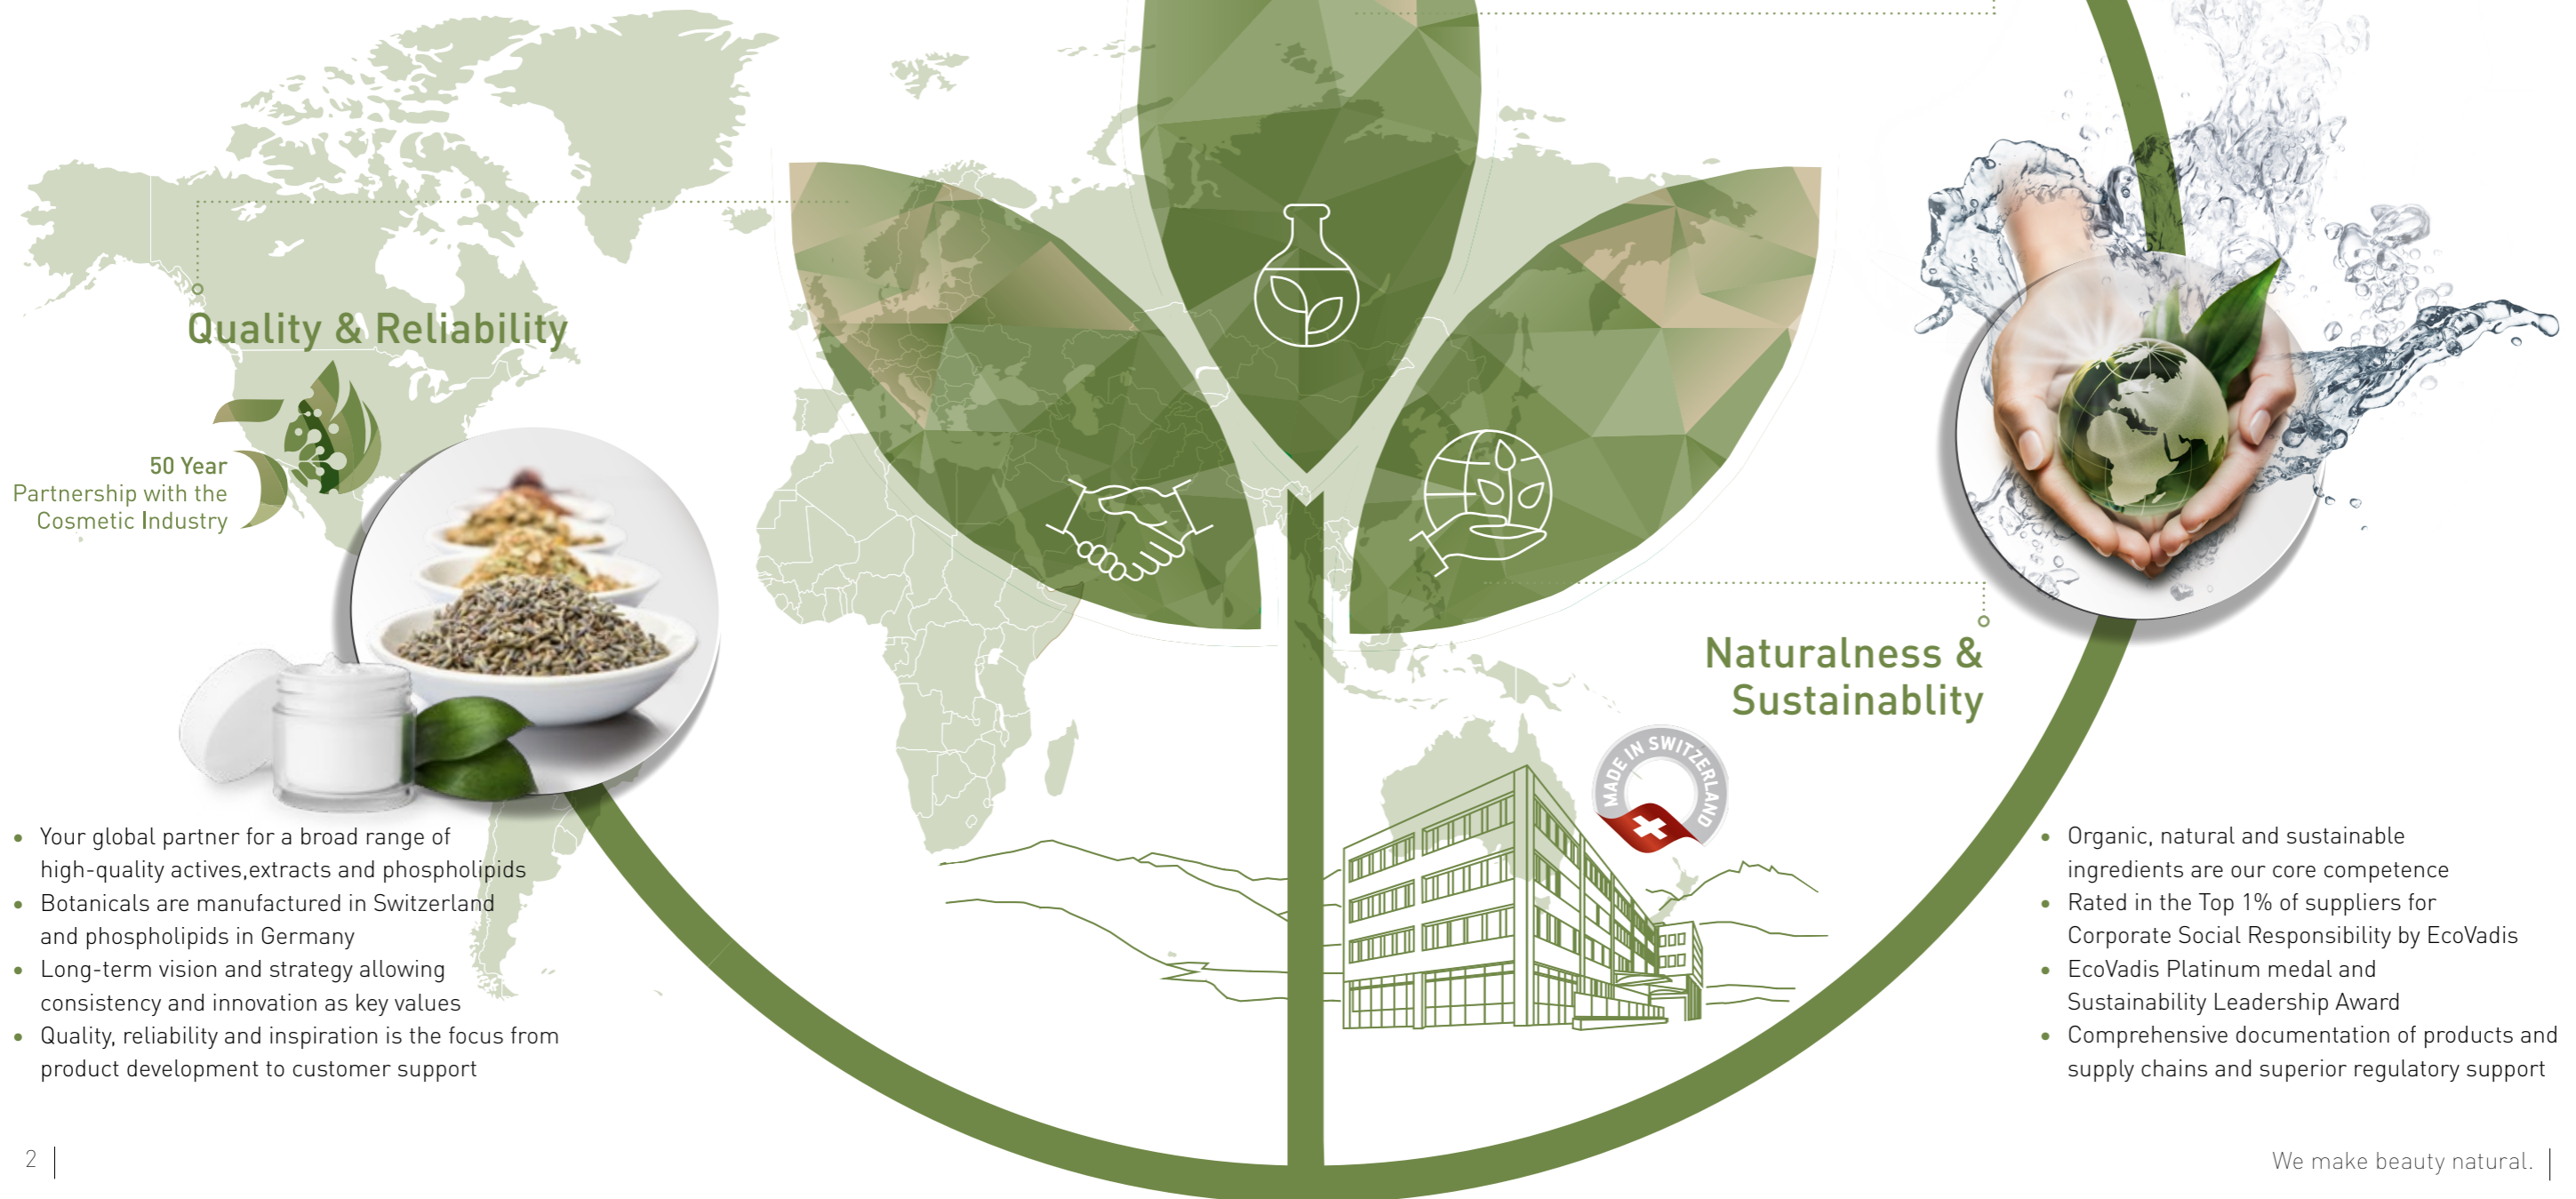 Quality & Reliability
50 Year
Partnership with the
Cosmetic Industry
Naturalness &
Sustainablity
MADE IN SWITZERLAND
• Your global partner for a broad range of
high-quality actives,extracts and phospholipids
• Botanicals are manufactured in Switzerland
and phospholipids in Germany
• Long-term vision and strategy allowing
consistency and innovation as key values
• Quality, reliability and inspiration is the focus from
product development to customer support
• Organic, natural and sustainable
ingredients are our core competence
• Rated in the Top 1% of suppliers for
Corporate Social Responsibility by EcoVadis
• EcoVadis Platinum medal and
Sustainability Leadership Award
• Comprehensive documentation of products and
supply chains and superior regulatory support
2
We make beauty natural.